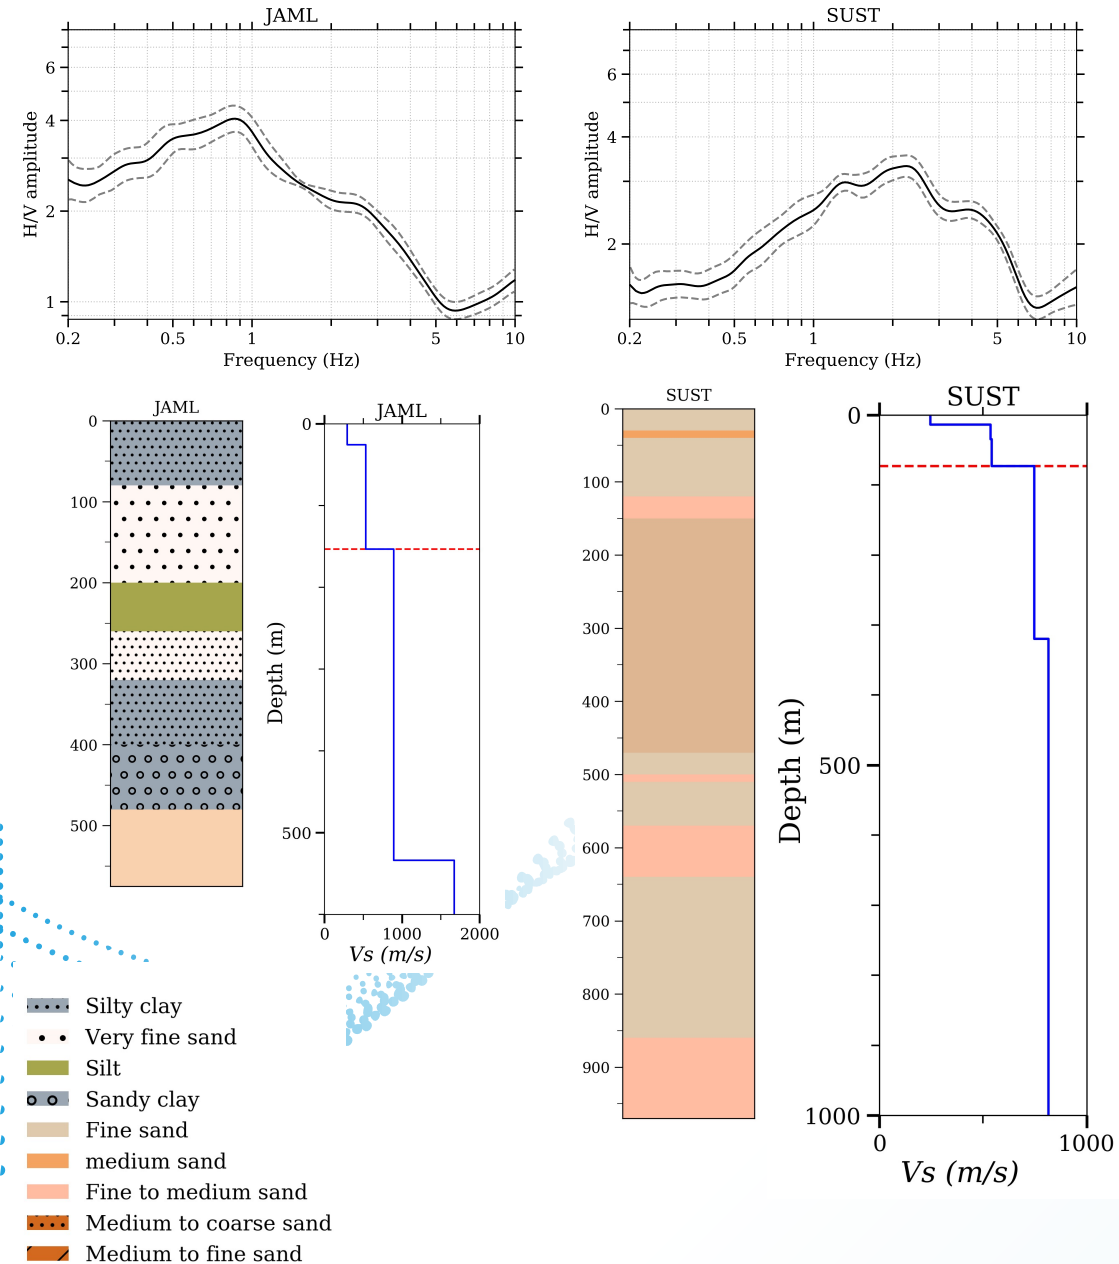 JAML
H/V amplitude
6
4
2
1
0.2 0.5 1 5 10
Frequency (Hz)
SUST
H/V amplitude
6
4
2
0.2 0.5 1 5 10
Frequency (Hz)
JAML
0
100
200
300
400
500
JAML
0
500
Depth (m)
0 1000 2000
Vs (m/s)
SUST
0
100
200
300
400
500
600
700
800
900
SUST
0
500
1000
Depth (m)
0 1000
Vs (m/s)
Silty clay
Very fine sand
Silt
Sandy clay
Fine sand
medium sand
Fine to medium sand
Medium to coarse sand
Medium to fine sand